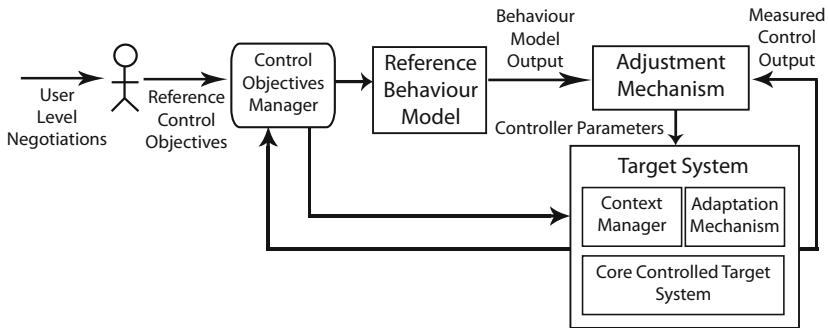 User
Level
Negotiations
Reference
Control
Objectives
Control
Objectives
Manager
Reference
Behaviour
Model
Behaviour
Model
Output
Adjustment
Mechanism
Measured
Control
Output
Controller Parameters
Target System
Context
Manager
Adaptation
Mechanism
Core Controlled Target
System